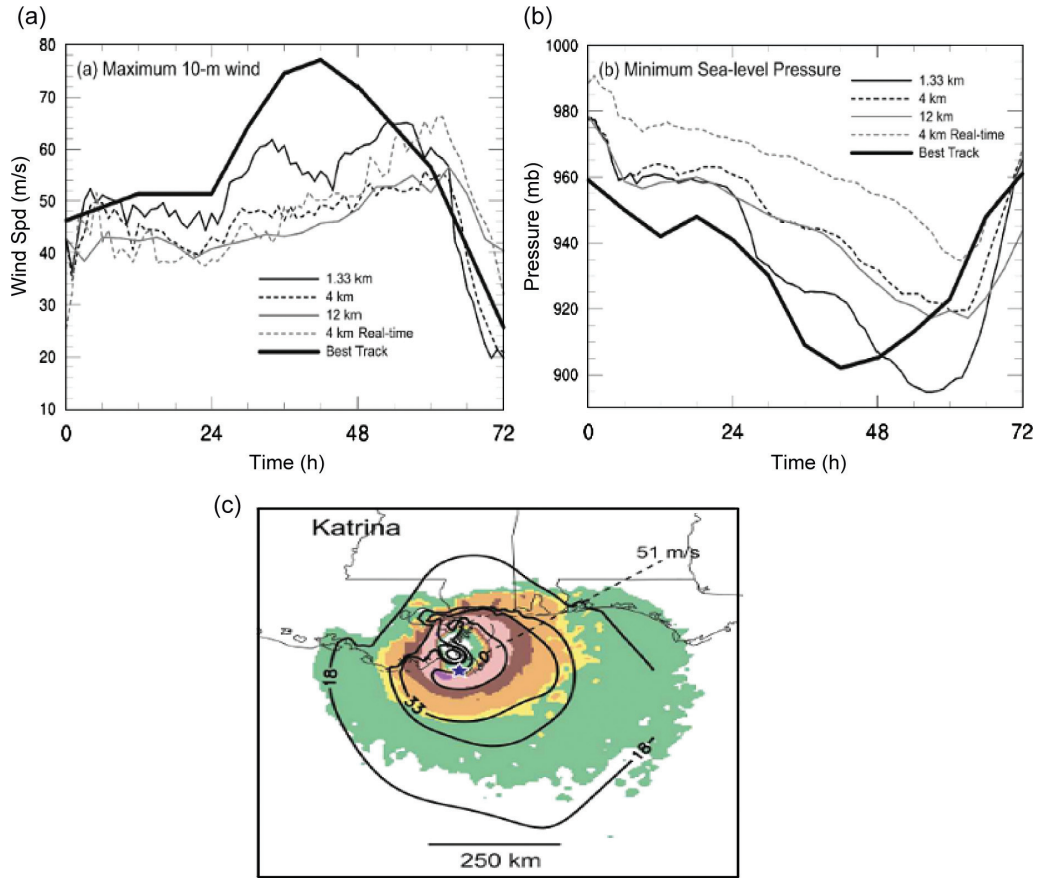 (a)
(a) Maximum 10-m wind
80
70
60
50
40
30
20
10
Wind Spd (m/s)
1.33 km
4 km
12 km
4 km Real-time
Best Track
0
24
48
72
Time (h)
(b)
(b) Minimum Sea-level Pressure
1000
980
960
940
920
900
Pressure (mb)
1.33 km
4 km
12 km
4 km Real-time
Best Track
0
24
48
72
Time (h)
(c)
Katrina
51 m/s
18
33
18
250 km